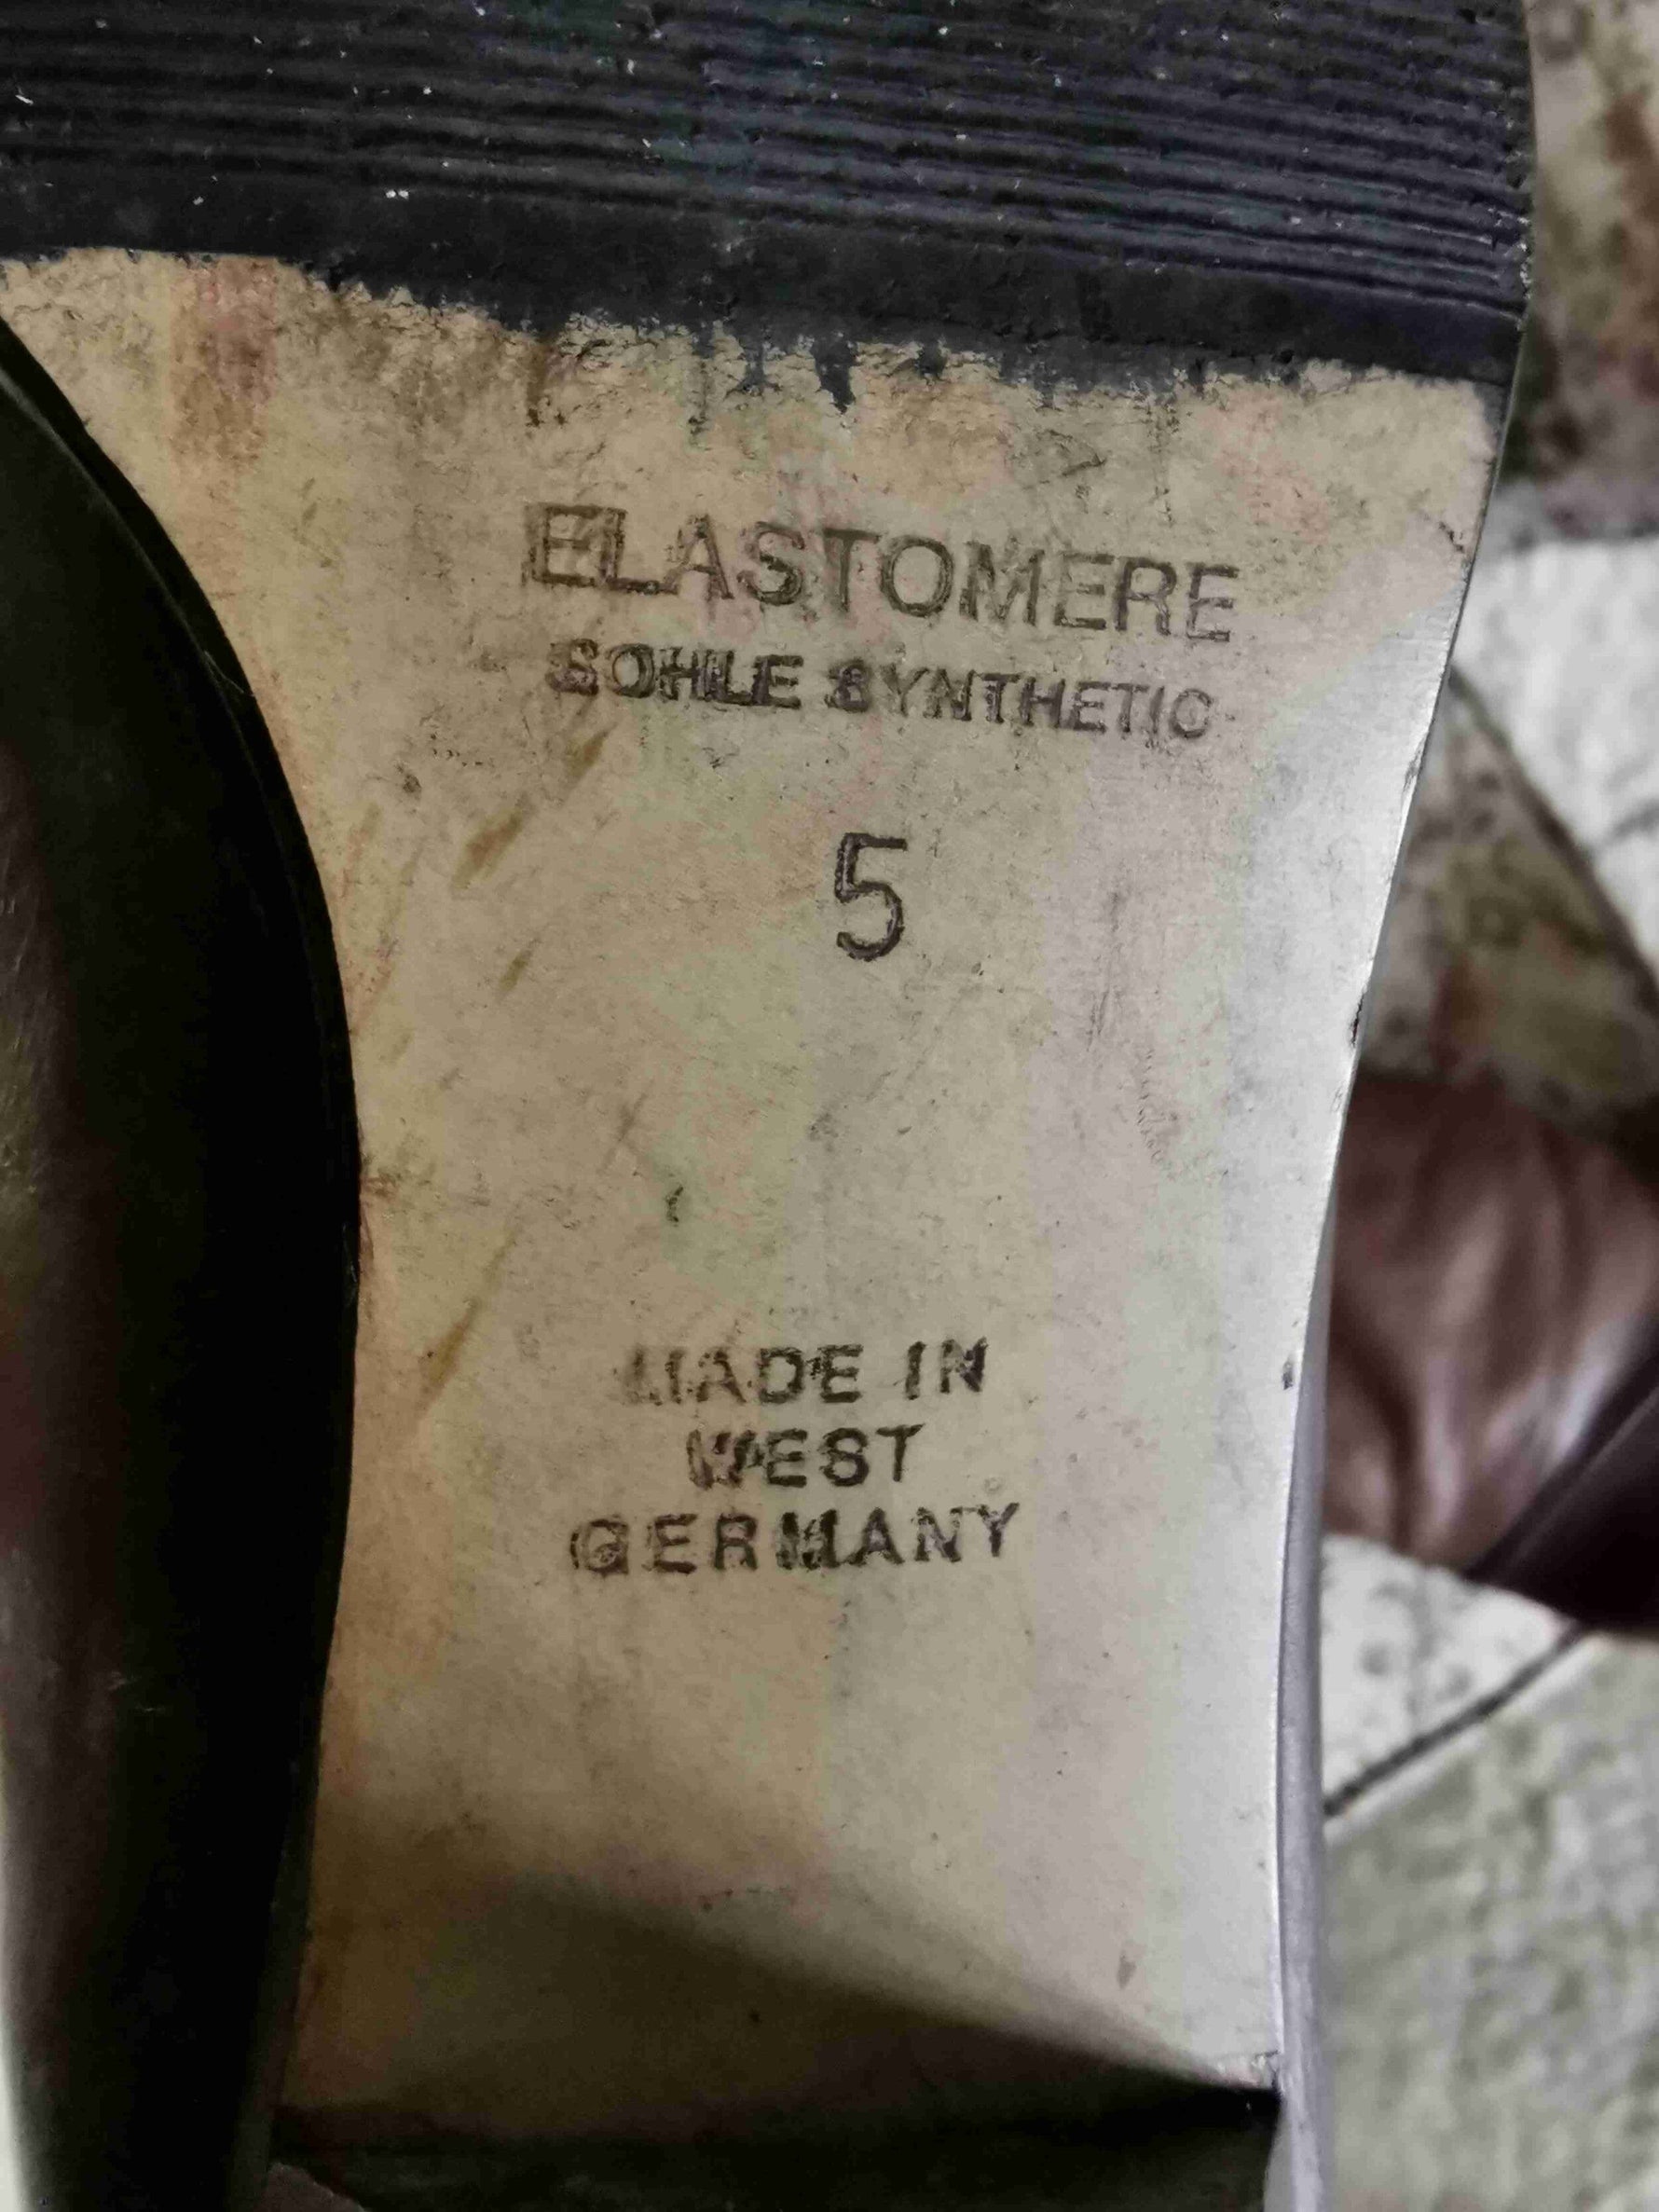 ELASTOMERE
SOHLE SYNTHETIC
5
MADE IN
WEST
GERMANY